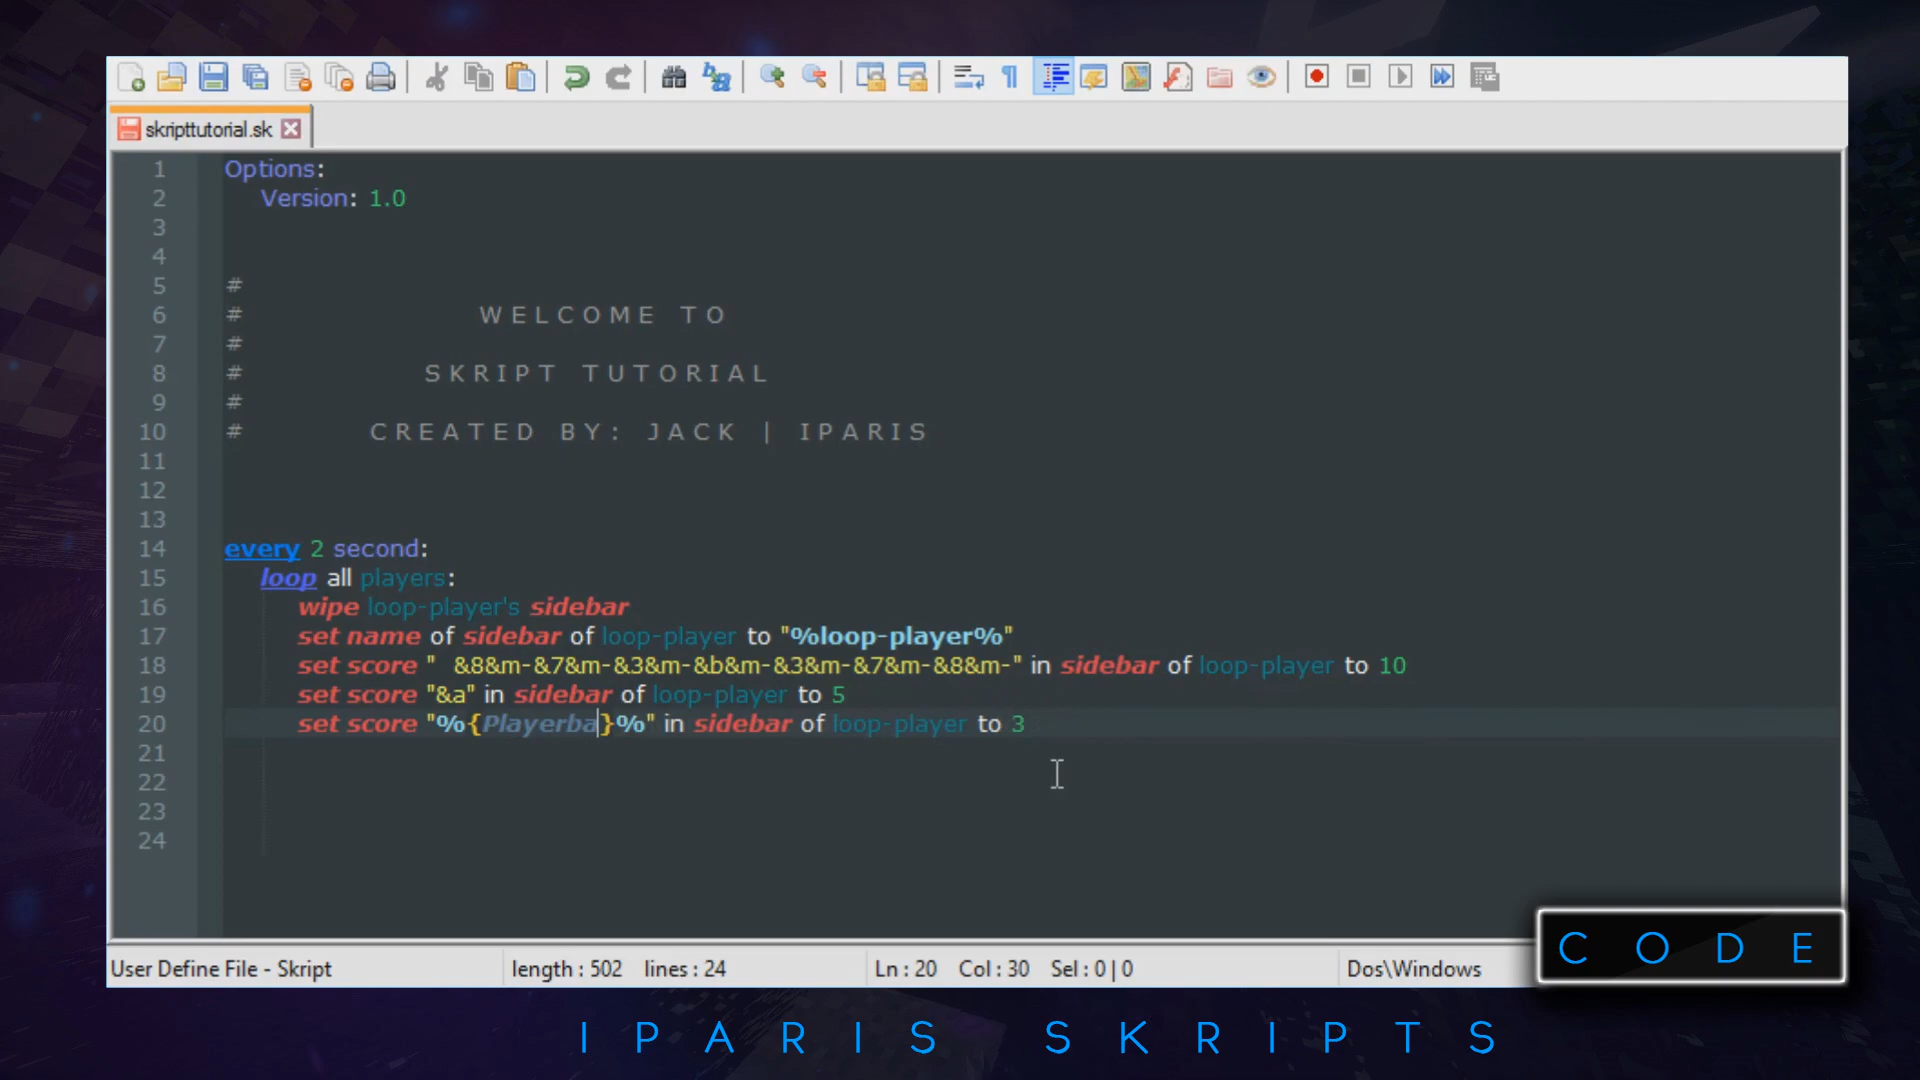 skripttutorial.sk
1 Options:
2 Version: 1.0
3
4
5 #
6 # WELCOME TO
7 #
8 # SKRIPT TUTORIAL
9 #
10 # CREATED BY: JACK | IPARIS
11
12
13
14 every 2 second:
15 loop all players:
16 wipe loop-player's sidebar
17 set name of sidebar of loop-player to "%loop-player%"
18 set score "  &8&m-&7&m-&3&m-&b&m-&3&m-&7&m-&8&m-" in sidebar of loop-player to 10
19 set score "&a" in sidebar of loop-player to 5
20 set score "%{Playerba}%" in sidebar of loop-player to 3
21
22
23
24
User Define File - Skript length : 502 lines : 24 Ln : 20 Col : 30 Sel : 0 | 0 Dos\Windows
CODE
IPARIS SKRIPTS